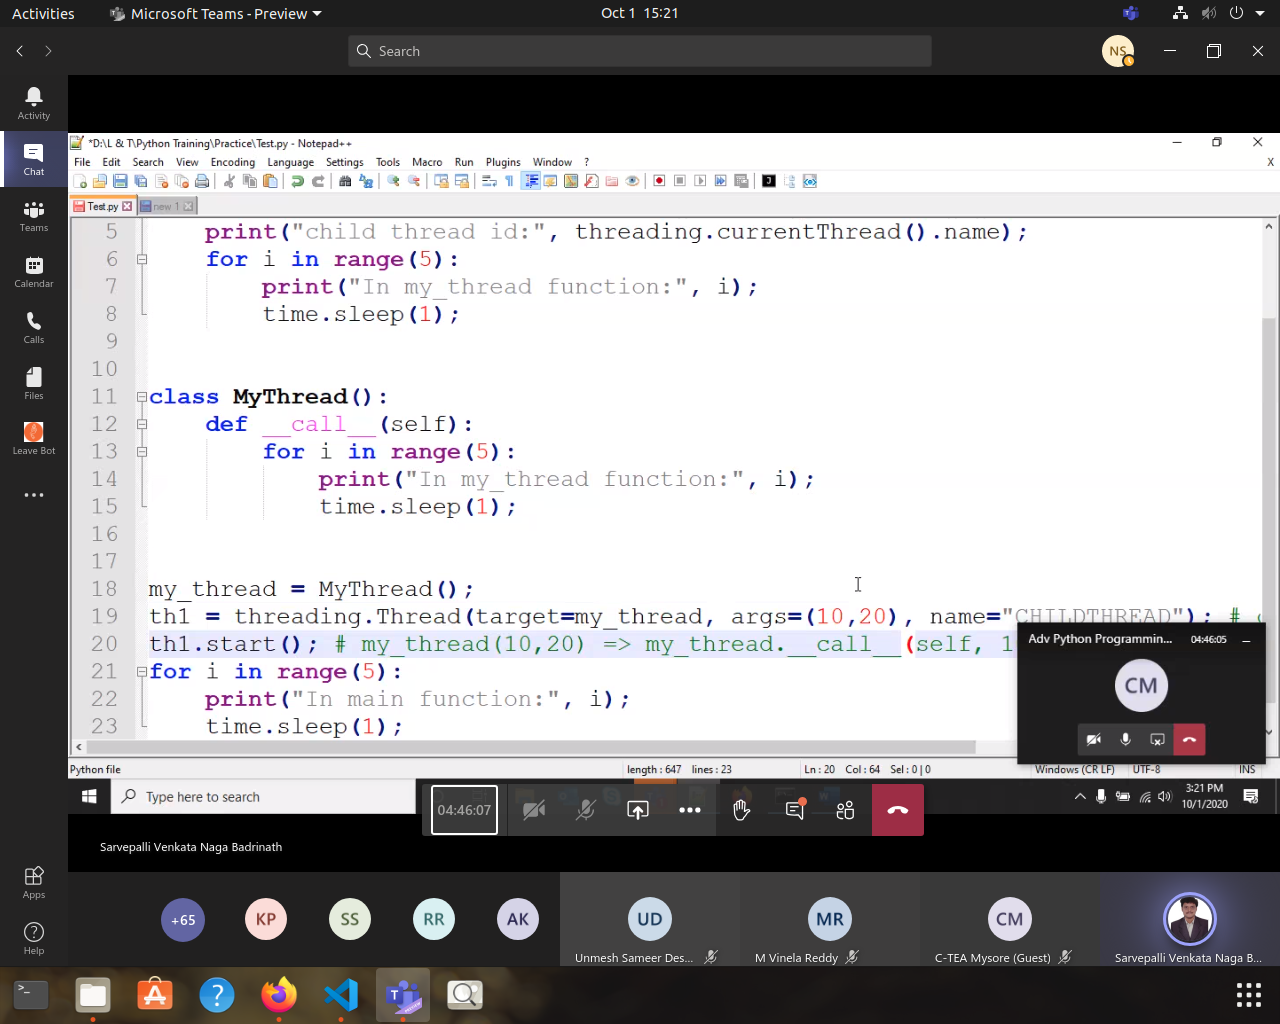 Activities
Microsoft Teams - Preview
Oct 1 15:21
Search
NS
Activity
Chat
Teams
Calendar
Calls
Files
Leave Bot
Apps
Help
*D:\L & T\Python Training\Practice\Test.py - Notepad++
File Edit Search View Encoding Language Settings Tools Macro Run Plugins Window ?
X
Test.py
new 1
5 print("child thread id:", threading.currentThread().name);
6 for i in range(5):
7 print("In my_thread function:", i);
8 time.sleep(1);
9
10
11 class MyThread():
12 def __call__(self):
13 for i in range(5):
14 print("In my_thread function:", i);
15 time.sleep(1);
16
17
18 my_thread = MyThread();
19 th1 = threading.Thread(target=my_thread, args=(10,20), name="CHILDTHREAD"); #
20 th1.start(); # my_thread(10,20) => my_thread.__call__(self, 1
21 for i in range(5):
22 print("In main function:", i);
23 time.sleep(1);
Adv Python Programmin...
04:46:05
CM
Python file
length : 647 lines : 23
Ln : 20 Col : 64 Sel : 0 | 0
Windows (CR LF)
UTF-8
INS
Type here to search
3:21 PM
10/1/2020
04:46:07
Sarvepalli Venkata Naga Badrinath
+65
KP
SS
RR
AK
UD
Unmesh Sameer Des...
MR
M Vinela Reddy
CM
C-TEA Mysore (Guest)
Sarvepalli Venkata Naga B...